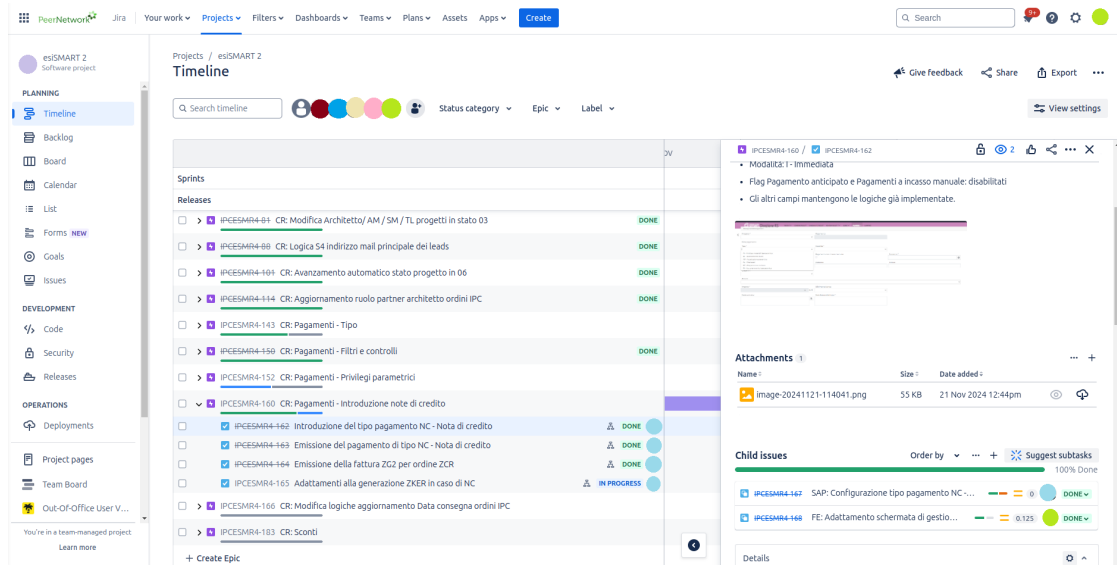 PeerNetwork Jira Your work Projects Filters Dashboards Teams Plans Assets Apps Create Search 9+
esiSMART 2
Software project
PLANNING
Timeline
Backlog
Board
Calendar
List
Forms NEW
Goals
Issues
DEVELOPMENT
Code
Security
Releases
OPERATIONS
Deployments
Project pages
Team Board
Out-Of-Office User V...
You're in a team-managed project
Learn more
Projects / esiSMART 2
Timeline
Give feedback Share Export
Search timeline Status category Epic Label View settings
OV
Sprints
Releases
IPCESMR4-81 CR: Modifica Architetto/ AM / SM / TL progetti in stato 03 DONE
IPCESMR4-88 CR: Logica S4 indirizzo mail principale dei leads DONE
IPCESMR4-101 CR: Avanzamento automatico stato progetto in 06 DONE
IPCESMR4-114 CR: Aggiornamento ruolo partner architetto ordini IPC DONE
IPCESMR4-143 CR: Pagamenti - Tipo
IPCESMR4-150 CR: Pagamenti - Filtri e controlli DONE
IPCESMR4-152 CR: Pagamenti - Privilegi parametrici
IPCESMR4-160 CR: Pagamenti - Introduzione note di credito
IPCESMR4-162 Introduzione del tipo pagamento NC - Nota di credito DONE
IPCESMR4-163 Emissione del pagamento di tipo NC - Nota di credito DONE
IPCESMR4-164 Emissione della fattura ZG2 per ordine ZCR DONE
IPCESMR4-165 Adattamenti alla generazione ZKER in caso di NC IN PROGRESS
IPCESMR4-166 CR: Modifica logiche aggiornamento Data consegna ordini IPC
IPCESMR4-183 CR: Sconti
+ Create Epic
IPCESMR4-160 / IPCESMR4-162 2
• Modalità: I - Immediata
• Flag Pagamento anticipato e Pagamenti a incasso manuale: disabilitati
• Gli altri campi mantengono le logiche già implementate.
Attachments 1
Name Size Date added
image-20241121-114041.png 55 KB 21 Nov 2024 12:44pm
Child issues Order by Suggest subtasks
100% Done
IPCESMR4-167 SAP: Configurazione tipo pagamento NC -... 0 DONE
IPCESMR4-168 FE: Adattamento schermata di gestio... 0.125 DONE
Details